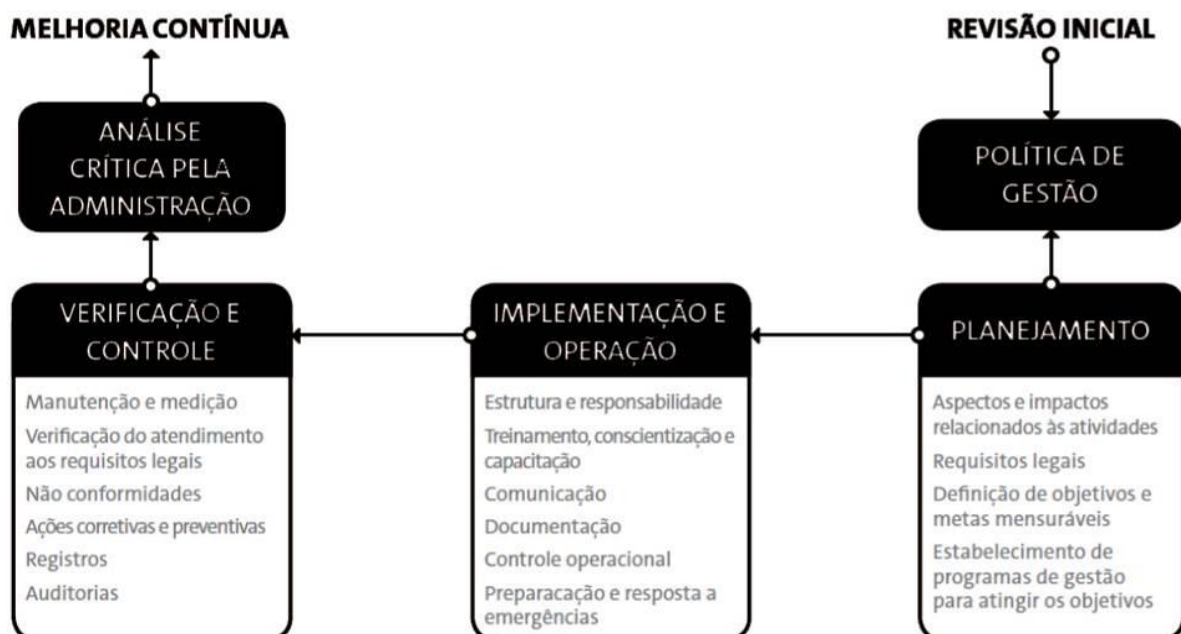 MELHORIA CONTÍNUA
REVISÃO INICIAL
ANÁLISE
CRÍTICA PELA
ADMINISTRAÇÃO
POLÍTICA DE
GESTÃO
VERIFICAÇÃO E
CONTROLE
Manutenção e medição
Verificação do atendimento
aos requisitos legais
Não conformidades
Ações corretivas e preventivas
Registros
Auditorias
IMPLEMENTAÇÃO E
OPERAÇÃO
Estrutura e responsabilidade
Treinamento, conscientização e
capacitação
Comunicação
Documentação
Controle operacional
Preparacação e resposta a
emergências
PLANEJAMENTO
Aspectos e impactos
relacionados às atividades
Requisitos legais
Definição de objetivos e
metas mensuráveis
Estabelecimento de
programas de gestão
para atingir os objetivos